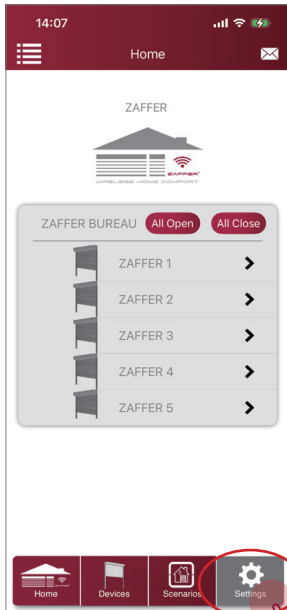 14:07
Home
ZAFFER
ZAFFER®
WIRELESS HOME COMFORT
ZAFFER BUREAU All Open All Close
ZAFFER 1
ZAFFER 2
ZAFFER 3
ZAFFER 4
ZAFFER 5
Home Devices Scenarios Settings